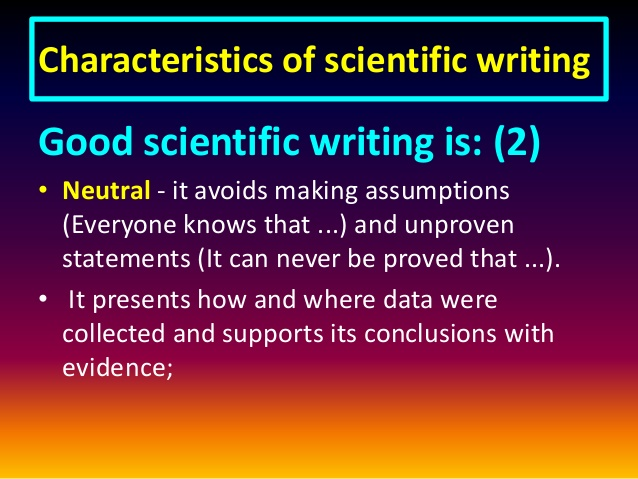 Characteristics of scientific writing
Good scientific writing is: (2)
• Neutral - it avoids making assumptions
(Everyone knows that ...) and unproven
statements (It can never be proved that ...).
• It presents how and where data were
collected and supports its conclusions with
evidence;